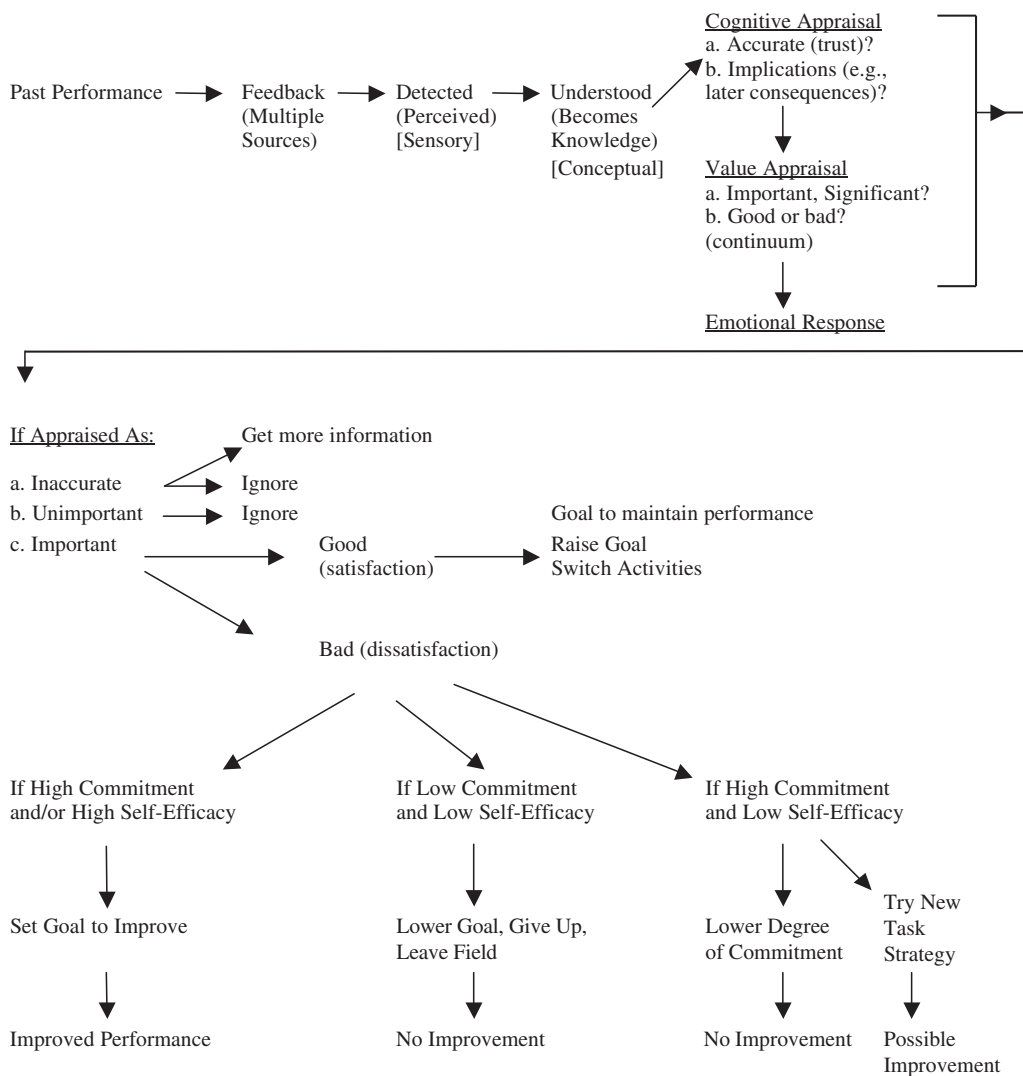 Past Performance
Feedback
(Multiple
Sources)
Detected
(Perceived)
[Sensory]
Understood
(Becomes
Knowledge)
[Conceptual]
Cognitive Appraisal
a. Accurate (trust)?
b. Implications (e.g.,
later consequences)?
Value Appraisal
a. Important, Significant?
b. Good or bad?
(continuum)
Emotional Response
If Appraised As:
Get more information
a. Inaccurate
Ignore
b. Unimportant
Ignore
c. Important
Good
(satisfaction)
Goal to maintain performance
Raise Goal
Switch Activities
Bad (dissatisfaction)
If High Commitment
and/or High Self-Efficacy
If Low Commitment
and Low Self-Efficacy
If High Commitment
and Low Self-Efficacy
Set Goal to Improve
Lower Goal, Give Up,
Leave Field
Lower Degree
of Commitment
Try New
Task
Strategy
Improved Performance
No Improvement
No Improvement
Possible
Improvement